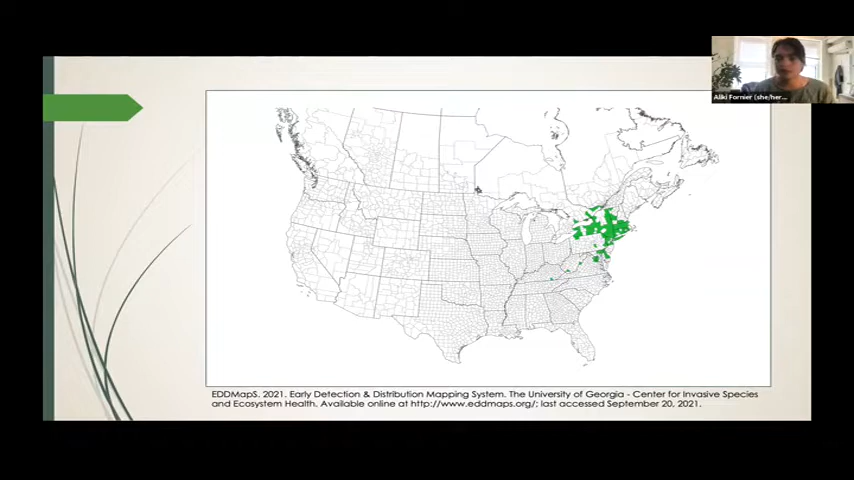 Aliki Fornier (she/her...
EDDMapS. 2021. Early Detection & Distribution Mapping System. The University of Georgia - Center for Invasive Species
and Ecosystem Health. Available online at http://www.eddmaps.org/; last accessed September 20, 2021.